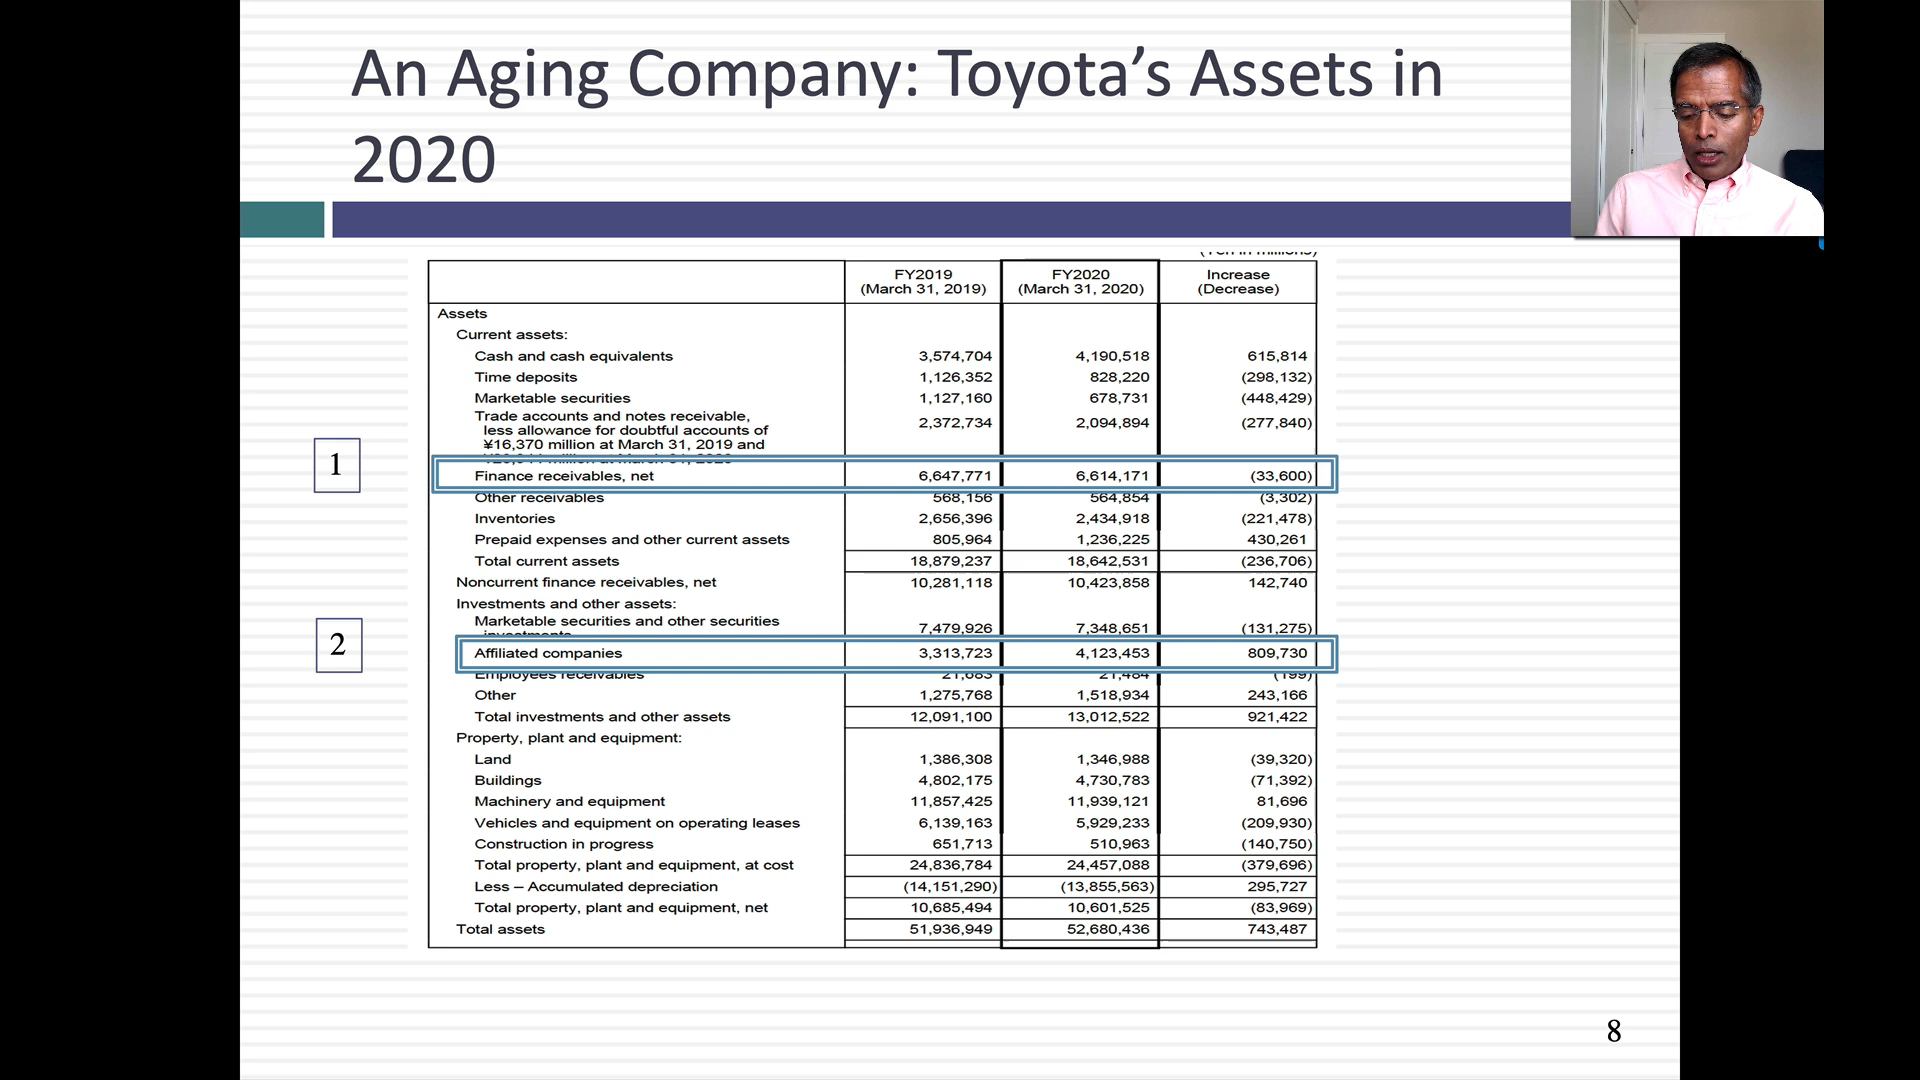 An Aging Company: Toyota’s Assets in
2020
(Yen in millions)
FY2019 FY2020 Increase
(March 31, 2019) (March 31, 2020) (Decrease)
Assets
Current assets:
Cash and cash equivalents 3,574,704 4,190,518 615,814
Time deposits 1,126,352 828,220 (298,132)
Marketable securities 1,127,160 678,731 (448,429)
Trade accounts and notes receivable,
less allowance for doubtful accounts of 2,372,734 2,094,894 (277,840)
¥16,370 million at March 31, 2019 and
1
Finance receivables, net 6,647,771 6,614,171 (33,600)
Other receivables 568,156 564,854 (3,302)
Inventories 2,656,396 2,434,918 (221,478)
Prepaid expenses and other current assets 805,964 1,236,225 430,261
Total current assets 18,879,237 18,642,531 (236,706)
Noncurrent finance receivables, net 10,281,118 10,423,858 142,740
Investments and other assets:
Marketable securities and other securities
investments 7,479,926 7,348,651 (131,275)
2
Affiliated companies 3,313,723 4,123,453 809,730
Employees receivables 21,683 21,484 (199)
Other 1,275,768 1,518,934 243,166
Total investments and other assets 12,091,100 13,012,522 921,422
Property, plant and equipment:
Land 1,386,308 1,346,988 (39,320)
Buildings 4,802,175 4,730,783 (71,392)
Machinery and equipment 11,857,425 11,939,121 81,696
Vehicles and equipment on operating leases 6,139,163 5,929,233 (209,930)
Construction in progress 651,713 510,963 (140,750)
Total property, plant and equipment, at cost 24,836,784 24,457,088 (379,696)
Less – Accumulated depreciation (14,151,290) (13,855,563) 295,727
Total property, plant and equipment, net 10,685,494 10,601,525 (83,969)
Total assets 51,936,949 52,680,436 743,487
8